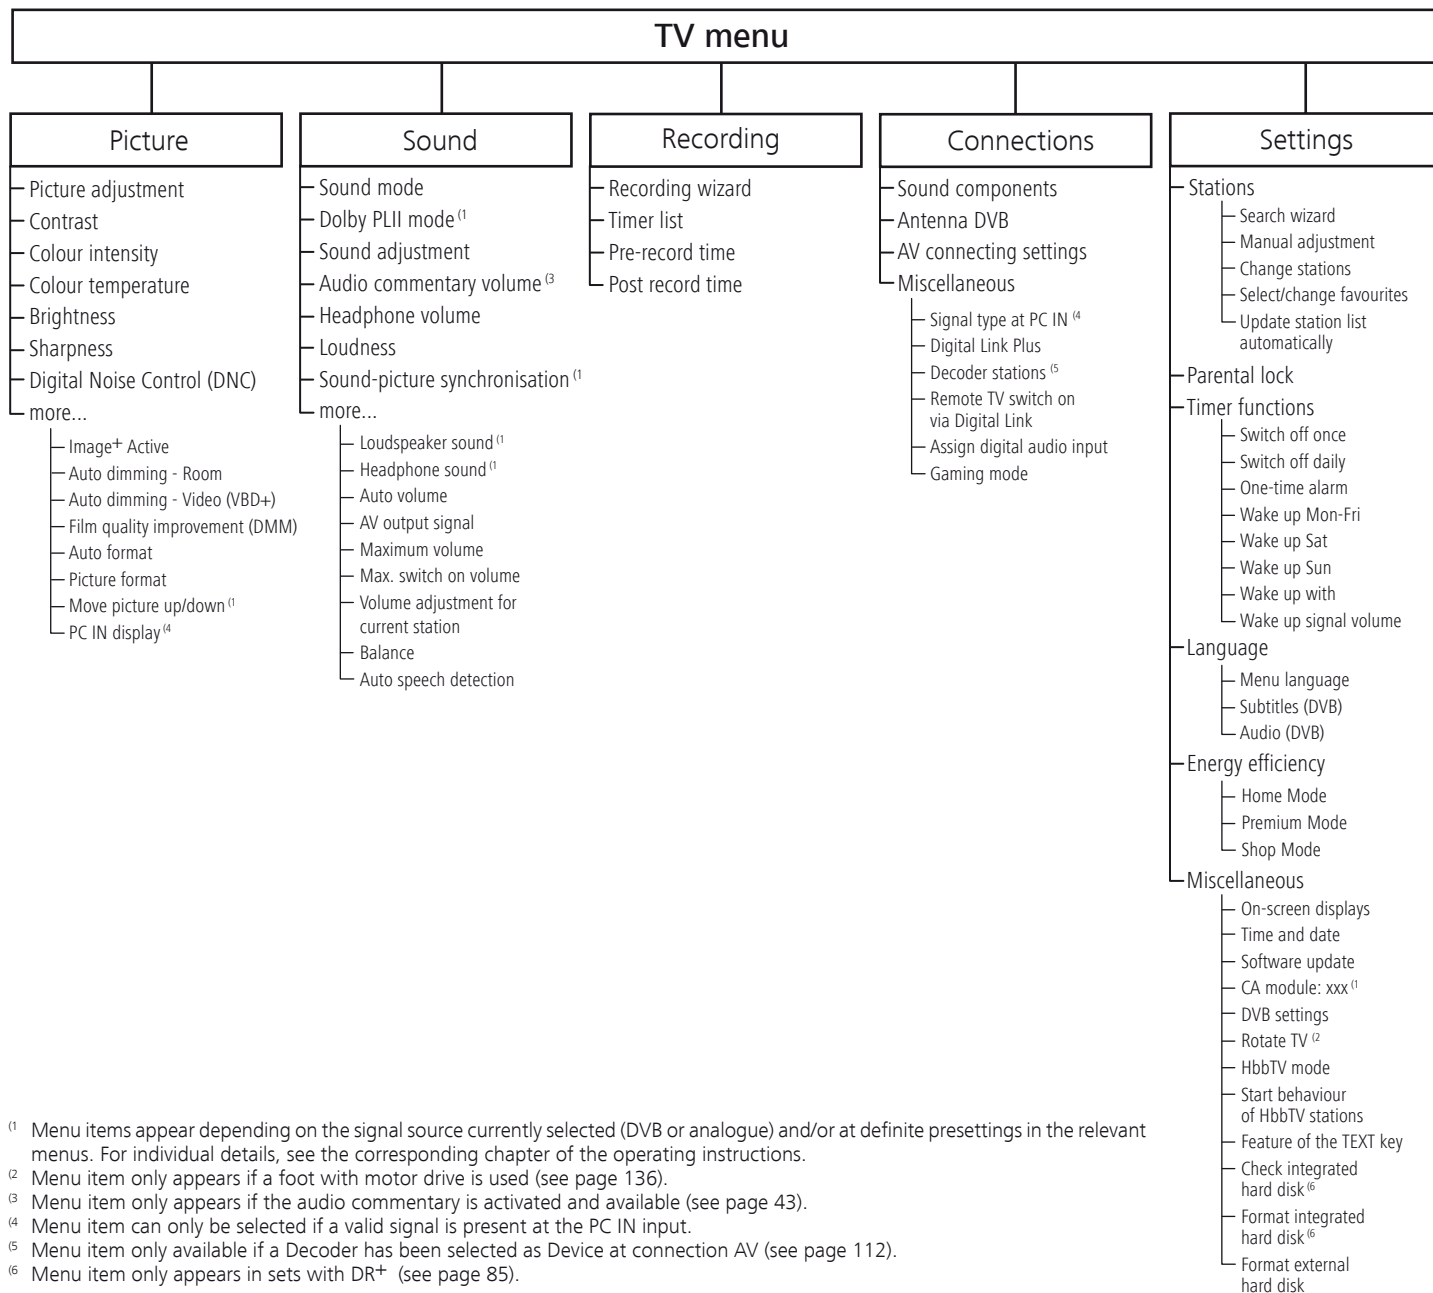 TV menu
Picture
Picture adjustment
Contrast
Colour intensity
Colour temperature
Brightness
Sharpness
Digital Noise Control (DNC)
more...
Image+ Active
Auto dimming - Room
Auto dimming - Video (VBD+)
Film quality improvement (DMM)
Auto format
Picture format
Move picture up/down (1
PC IN display (4
Sound
Sound mode
Dolby PLII mode (1
Sound adjustment
Audio commentary volume (3
Headphone volume
Loudness
Sound-picture synchronisation (1
more...
Loudspeaker sound (1
Headphone sound (1
Auto volume
AV output signal
Maximum volume
Max. switch on volume
Volume adjustment for
current station
Balance
Auto speech detection
Recording
Recording wizard
Timer list
Pre-record time
Post record time
Connections
Sound components
Antenna DVB
AV connecting settings
Miscellaneous
Signal type at PC IN (4
Digital Link Plus
Decoder stations (5
Remote TV switch on
via Digital Link
Assign digital audio input
Gaming mode
Settings
Stations
Search wizard
Manual adjustment
Change stations
Select/change favourites
Update station list
automatically
Parental lock
Timer functions
Switch off once
Switch off daily
One-time alarm
Wake up Mon-Fri
Wake up Sat
Wake up Sun
Wake up with
Wake up signal volume
Language
Menu language
Subtitles (DVB)
Audio (DVB)
Energy efficiency
Home Mode
Premium Mode
Shop Mode
Miscellaneous
On-screen displays
Time and date
Software update
CA module: xxx (1
DVB settings
Rotate TV (2
HbbTV mode
Start behaviour
of HbbTV stations
Feature of the TEXT key
Check integrated
hard disk (6
Format integrated
hard disk (6
Format external
hard disk
(1 Menu items appear depending on the signal source currently selected (DVB or analogue) and/or at definite presettings in the relevant
menus. For individual details, see the corresponding chapter of the operating instructions.
(2 Menu item only appears if a foot with motor drive is used (see page 136).
(3 Menu item only appears if the audio commentary is activated and available (see page 43).
(4 Menu item can only be selected if a valid signal is present at the PC IN input.
(5 Menu item only available if a Decoder has been selected as Device at connection AV (see page 112).
(6 Menu item only appears in sets with DR+ (see page 85).